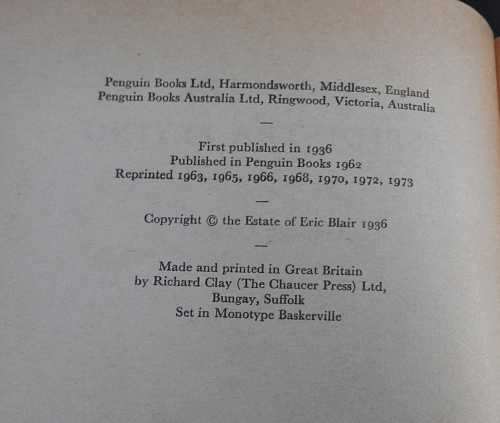 Penguin Books Ltd, Harmondsworth, Middlesex, England
Penguin Books Australia Ltd, Ringwood, Victoria, Australia
—
First published in 1936
Published in Penguin Books 1962
Reprinted 1963, 1965, 1966, 1968, 1970, 1972, 1973
—
Copyright © the Estate of Eric Blair 1936
—
Made and printed in Great Britain
by Richard Clay (The Chaucer Press) Ltd,
Bungay, Suffolk
Set in Monotype Baskerville